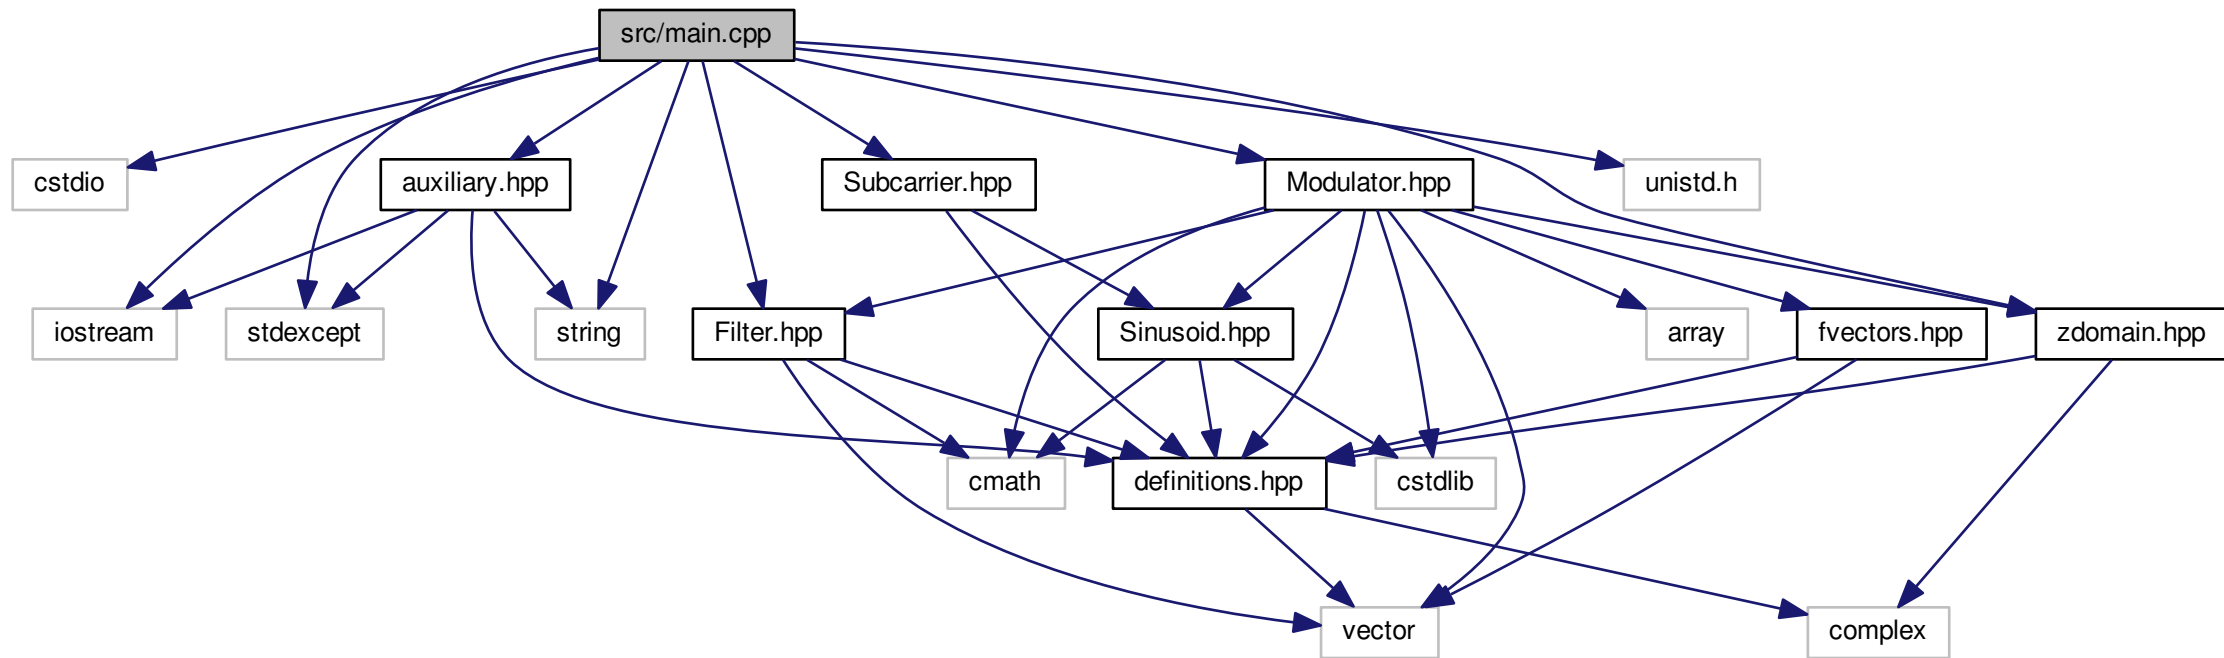 src/main.cpp
cstdio
auxiliary.hpp
Subcarrier.hpp
Modulator.hpp
unistd.h
iostream
stdexcept
string
Filter.hpp
Sinusoid.hpp
array
fvectors.hpp
zdomain.hpp
cmath
definitions.hpp
cstdlib
vector
complex